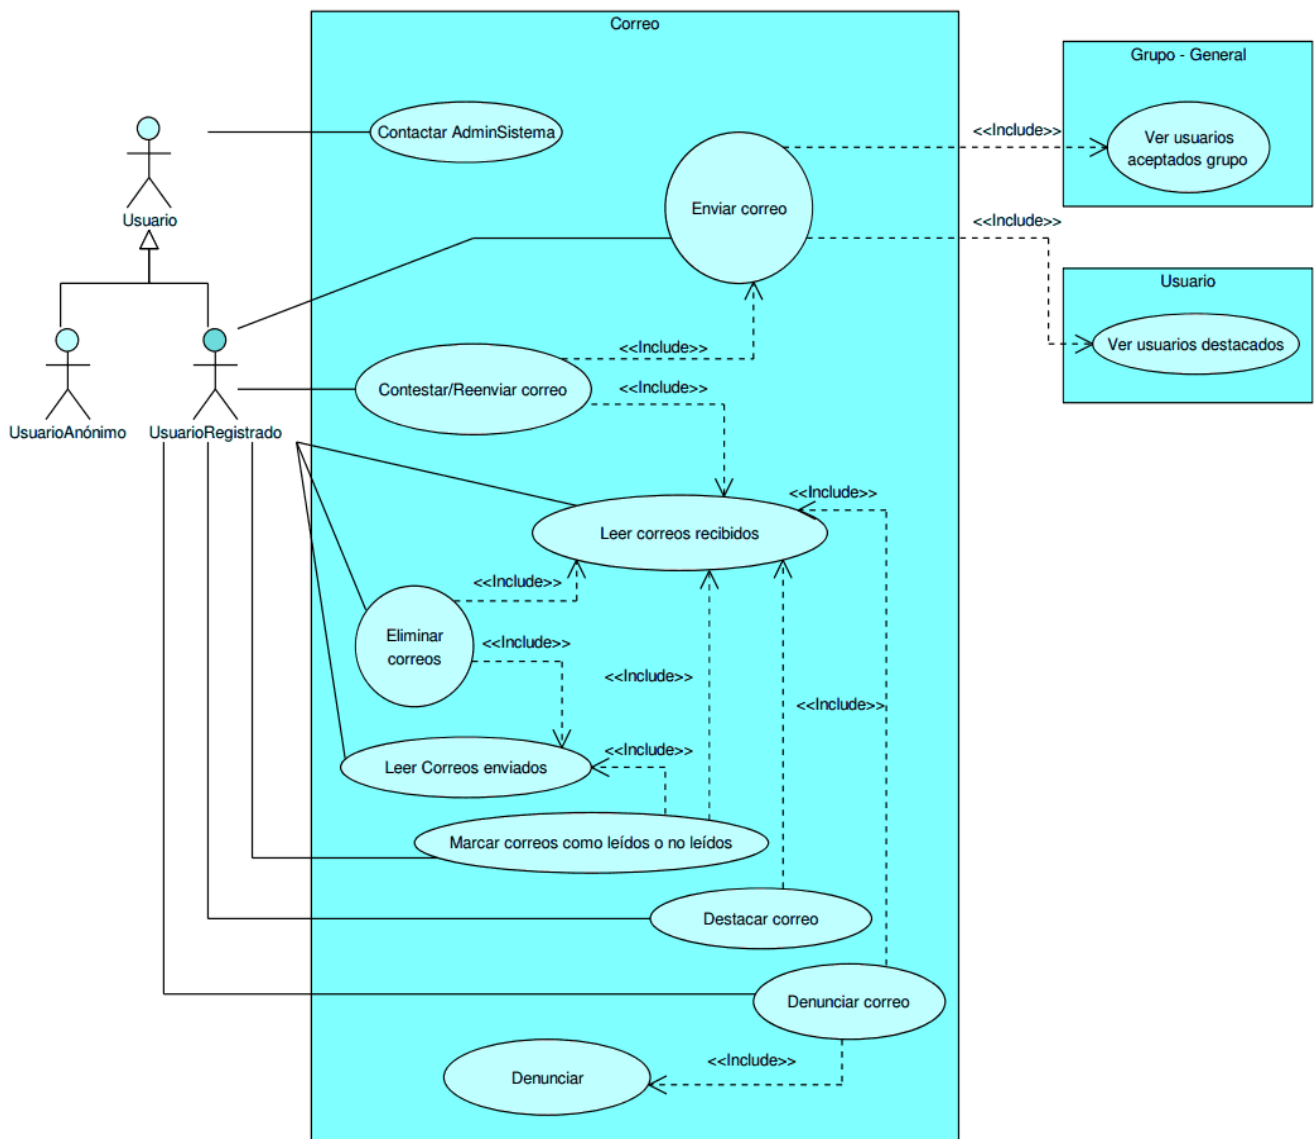 Correo
Grupo - General
Contactar AdminSistema
<<Include>>
Ver usuarios
aceptados grupo
Enviar correo
Usuario
<<Include>>
Usuario
<<Include>>
Ver usuarios destacados
Contestar/Reenviar correo
<<Include>>
UsuarioAnónimo
UsuarioRegistrado
<<Include>>
Leer correos recibidos
<<Include>>
Eliminar
correos
<<Include>>
<<Include>>
<<Include>>
<<Include>>
Leer Correos enviados
Marcar correos como leídos o no leídos
Destacar correo
Denunciar correo
<<Include>>
Denunciar